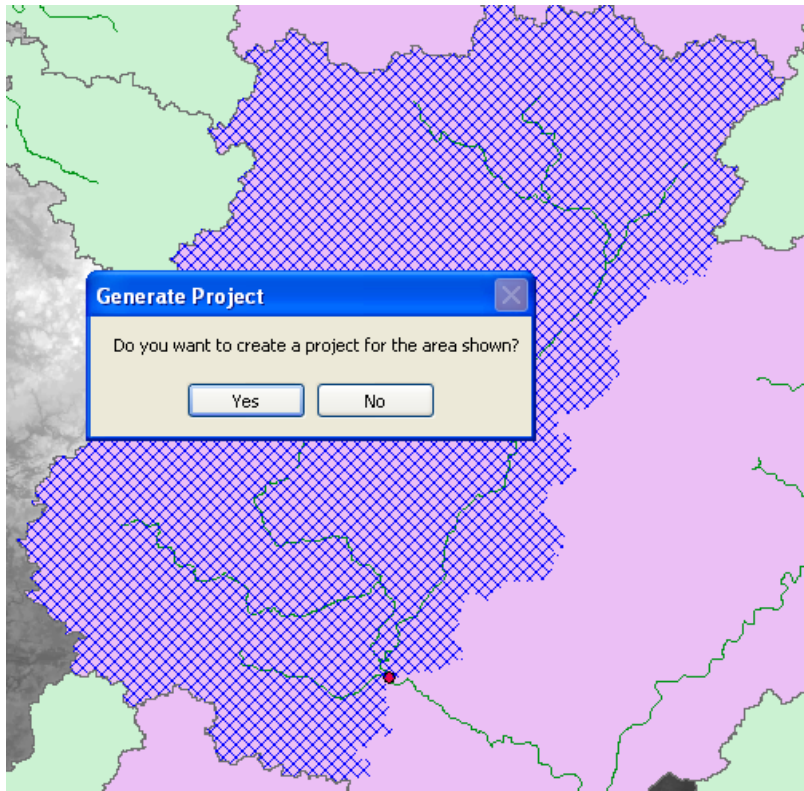 Generate Project
Do you want to create a project for the area shown?
Yes No